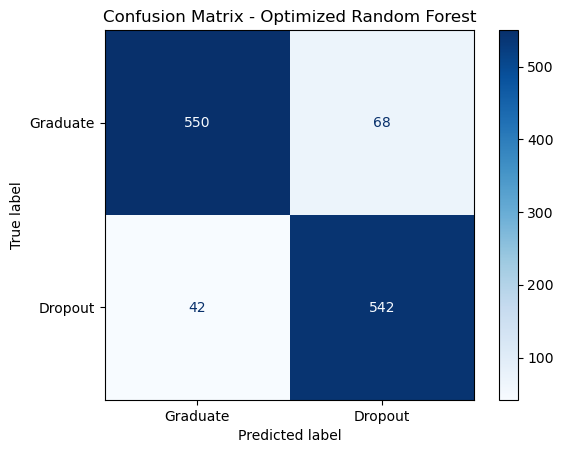 Confusion Matrix - Optimized Random Forest
True label
Graduate
550
68
Dropout
42
542
Graduate
Dropout
Predicted label
500
400
300
200
100